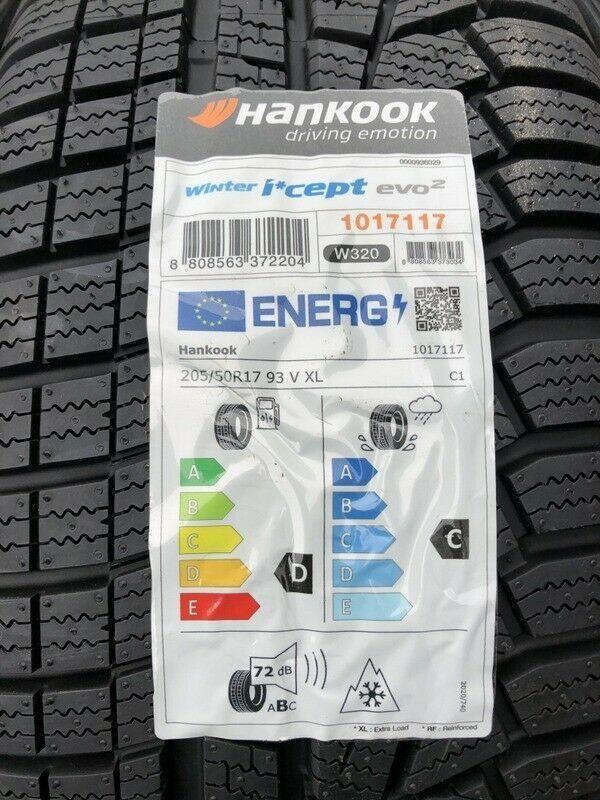 HANKOOK
driving emotion
0000936029
Winter i*cept evo²
1017117
8 808563 372204
W320
8 808563 373034
ENERG
Hankook 1017117
205/50R17 93 V XL C1
A A
B B
C C C
D D D
E E
72 dB
ABC
2020/740
* XL : Extra Load * RF : Reinforced